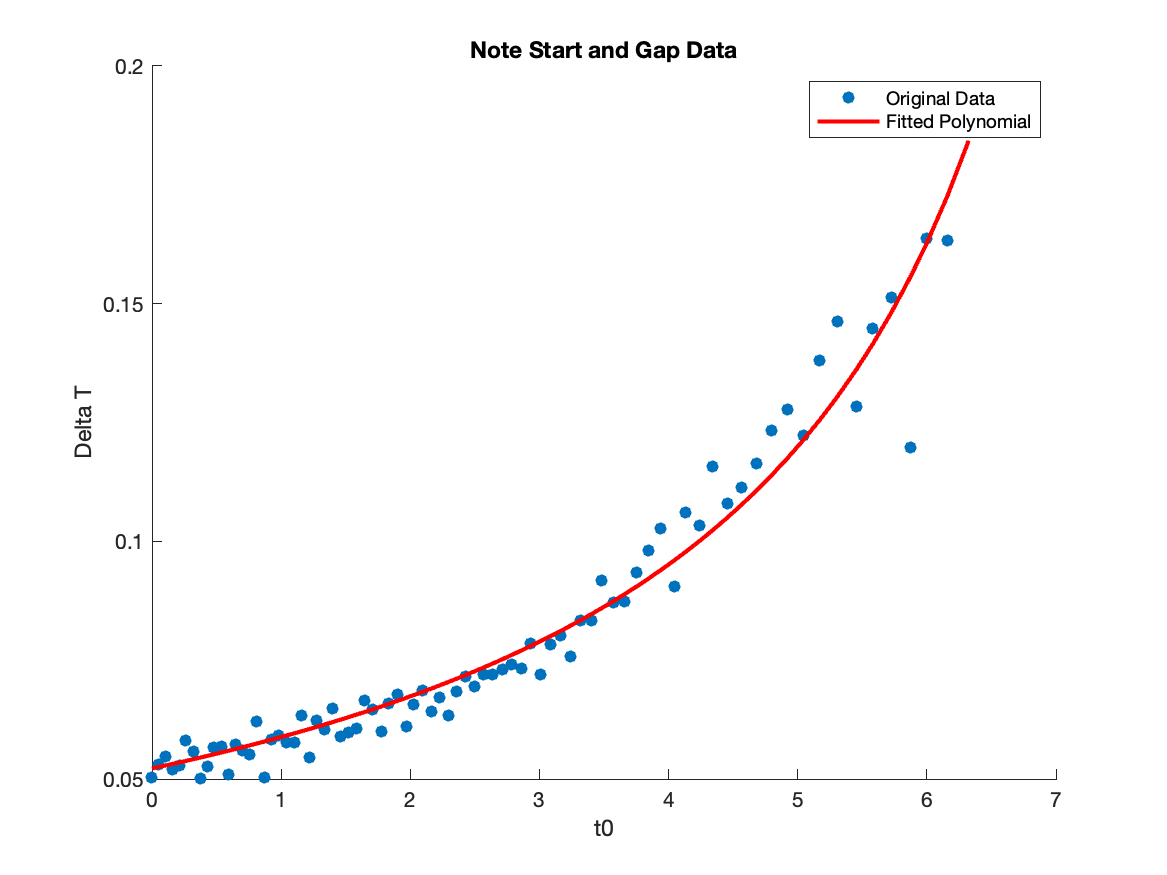 Note Start and Gap Data
0.2
Original Data
Fitted Polynomial
0.15
Delta T
0.1
0.05
0 1 2 3 4 5 6 7
t0